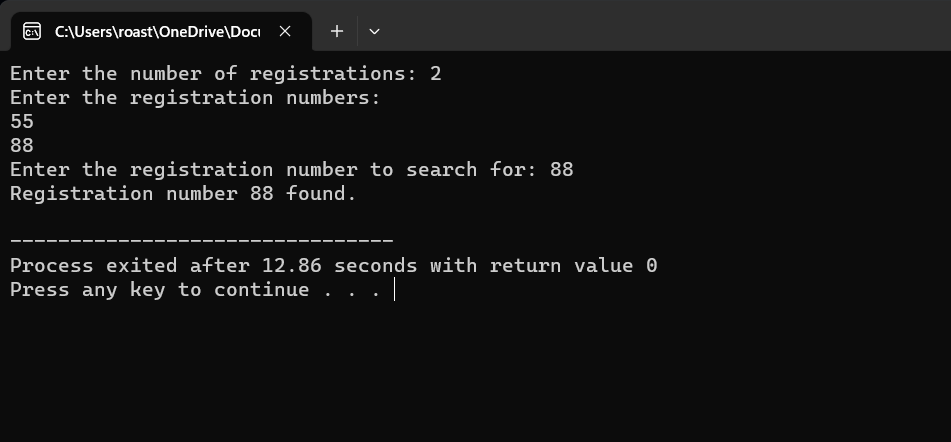 C:\Users\roast\OneDrive\Docu
Enter the number of registrations: 2
Enter the registration numbers:
55
88
Enter the registration number to search for: 88
Registration number 88 found.
--------------------------------
Process exited after 12.86 seconds with return value 0
Press any key to continue . . .